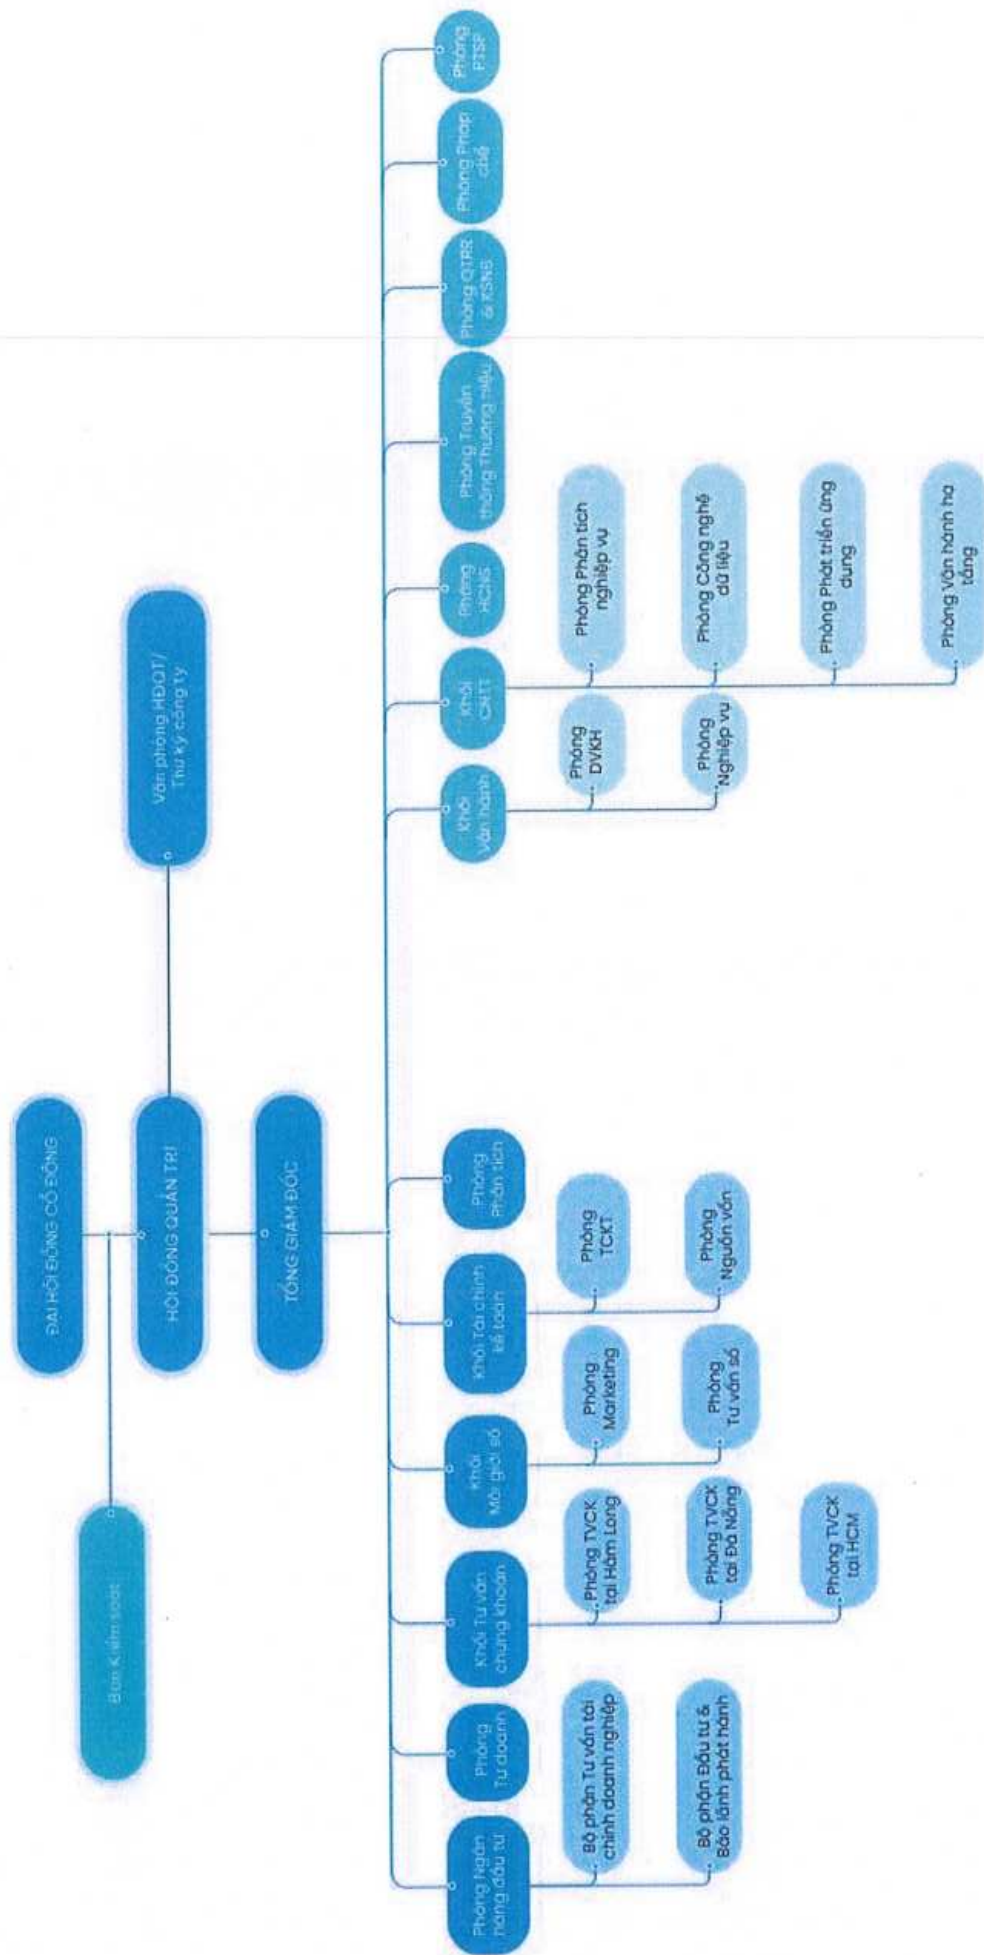 ĐẠI HỘI ĐỒNG CỔ ĐÔNG
Ban Kiểm soát
HỘI ĐỒNG QUẢN TRỊ
Văn phòng HĐQT/
Thư ký công ty
TỔNG GIÁM ĐỐC
Phòng Ngân
hàng đầu tư
Phòng
Tự doanh
Khối Tư vấn
chứng khoán
Khối
Môi giới số
Khối Tài chính
kế toán
Phòng
Phân tích
Khối
Vận hành
Khối
CNTT
Phòng
HCNS
Phòng Truyền
thông Thương hiệu
Phòng QTRR
& KSNB
Phòng Pháp
chế
Phòng
PTSP
Bộ phận Tư vấn tài
chính doanh nghiệp
Phòng TVCK
tại Hàm Long
Phòng
Marketing
Phòng
TCKT
Phòng
DVKH
Phòng Phân tích
nghiệp vụ
Bộ phận Đầu tư &
Bảo lãnh phát hành
Phòng TVCK
tại Đà Nẵng
Phòng
Tư vấn số
Phòng
Nguồn vốn
Phòng
Nghiệp vụ
Phòng Công nghệ
dữ liệu
Phòng TVCK
tại HCM
Phòng Phát triển ứng
dụng
Phòng Vận hành hạ
tầng